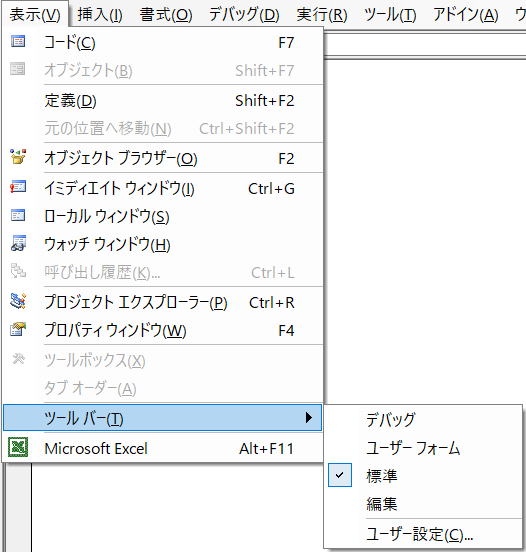 表示(V) 挿入(I) 書式(O) デバッグ(D) 実行(R) ツール(T) アドイン(A) ウ
コード(C) F7
オブジェクト(B) Shift+F7
定義(D) Shift+F2
元の位置へ移動(N) Ctrl+Shift+F2
オブジェクト ブラウザー(O) F2
イミディエイト ウィンドウ(I) Ctrl+G
ローカル ウィンドウ(S)
ウォッチ ウィンドウ(H)
呼び出し履歴(K)... Ctrl+L
プロジェクト エクスプローラー(P) Ctrl+R
プロパティ ウィンドウ(W) F4
ツールボックス(X)
タブ オーダー(A)
ツール バー(T)
Microsoft Excel Alt+F11
デバッグ
ユーザー フォーム
標準
編集
ユーザー設定(C)...